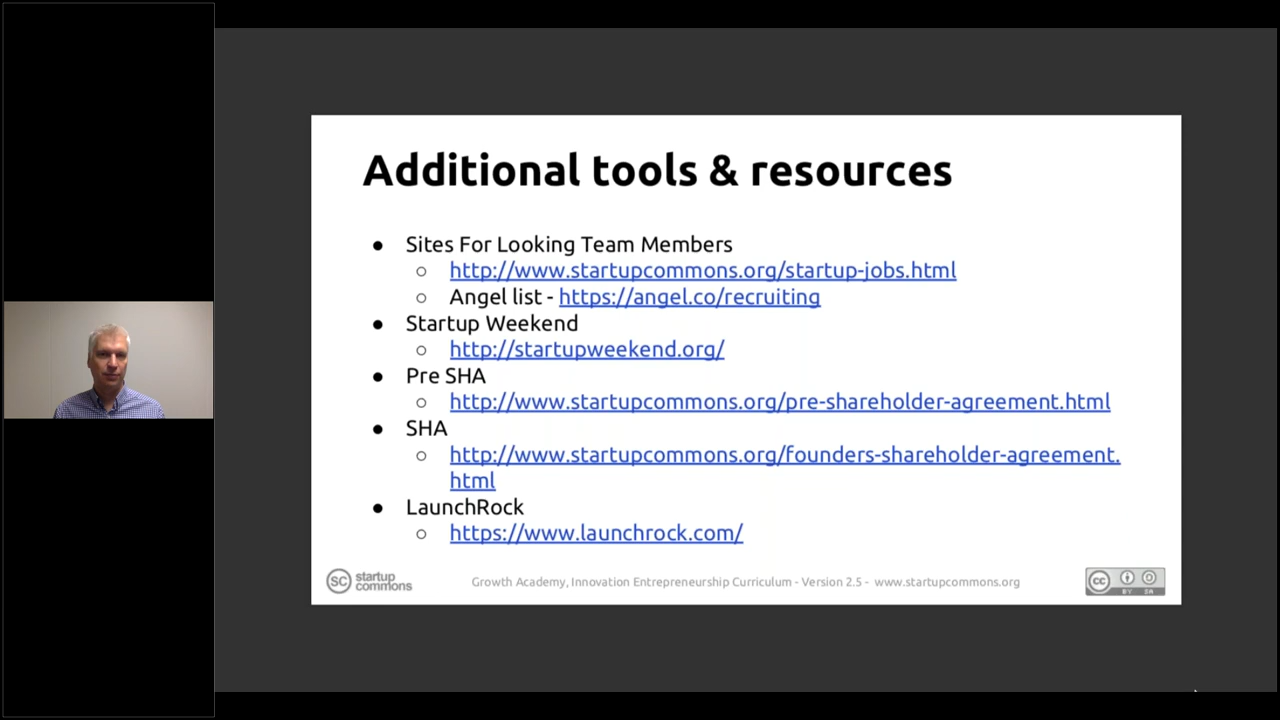 Additional tools & resources
● Sites For Looking Team Members
○ http://www.startupcommons.org/startup-jobs.html
○ Angel list - https://angel.co/recruiting
● Startup Weekend
○ http://startupweekend.org/
● Pre SHA
○ http://www.startupcommons.org/pre-shareholder-agreement.html
● SHA
○ http://www.startupcommons.org/founders-shareholder-agreement.
html
● LaunchRock
○ https://www.launchrock.com/
SC startup
commons
Growth Academy, Innovation Entrepreneurship Curriculum - Version 2.5 - www.startupcommons.org
cc
BY SA